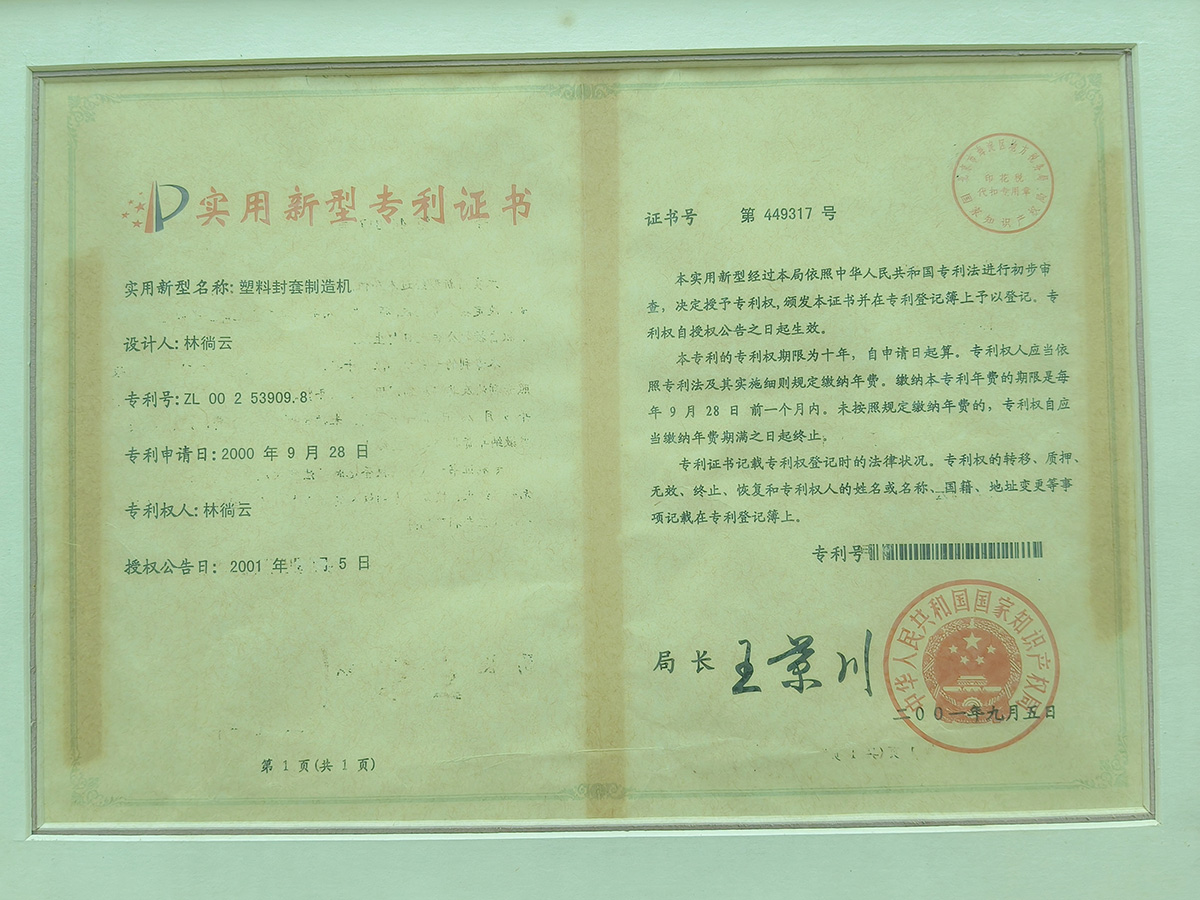 实用新型专利证书
实用新型名称:塑料封套制造机
设计人:林徜云
专利号:ZL 00 2 53909.8
专利申请日:2000 年 9 月 28 日
专利权人:林徜云
授权公告日: 2001 年 月 5 日
第 1 页(共 1 页)
证书号 第 449317 号
印花税
代扣专用章
国家知识产权局
本实用新型经过本局依照中华人民共和国专利法进行初步审
查,决定授予专利权,颁发本证书并在专利登记簿上予以登记。专
利权自授权公告之日起生效。
本专利的专利权期限为十年,自申请日起算。专利权人应当依
照专利法及其实施细则规定缴纳年费。缴纳本专利年费的期限是每
年 9 月 28 日 前一个月内。未按照规定缴纳年费的,专利权自应
当缴纳年费期满之日起终止。
专利证书记载专利权登记时的法律状况。专利权的转移、质押、
无效、终止、恢复和专利权人的姓名或名称、国籍、地址变更等事
项记载在专利登记簿上。
专利号
局长 王景川
中华人民共和国国家知识产权局
二00一年九月五日